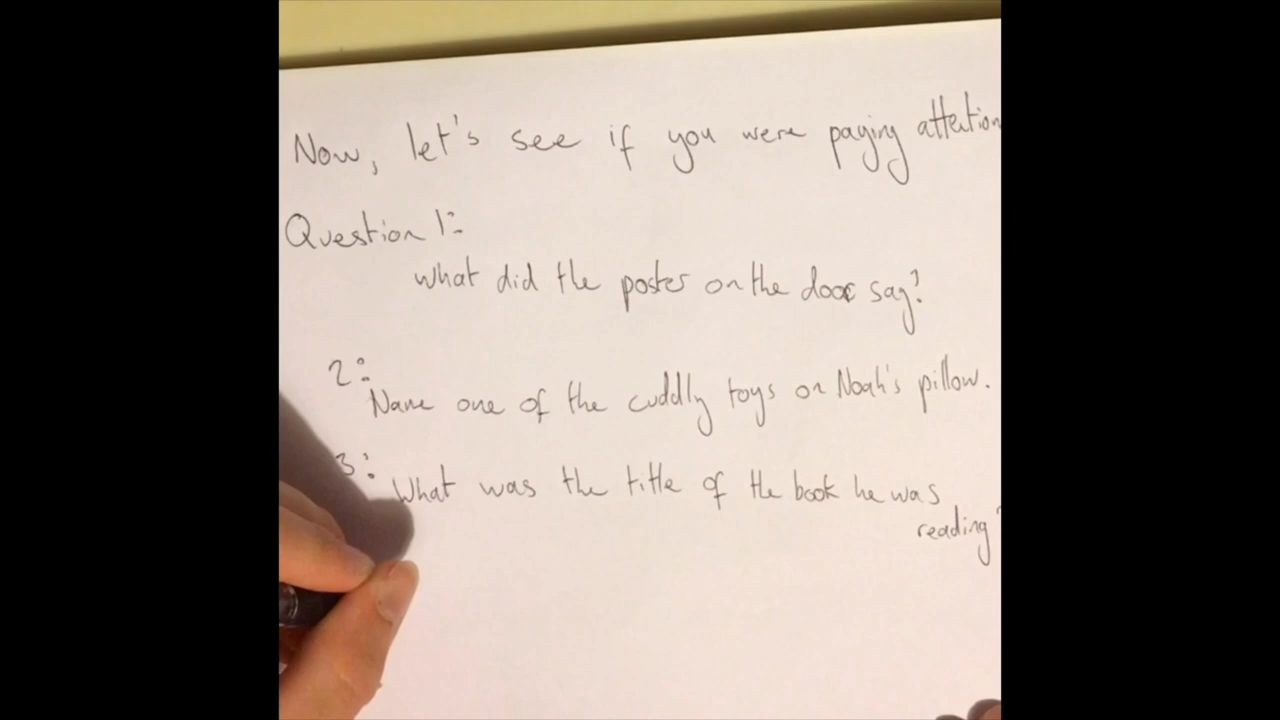 Now, let's see if you were paying attention
Question 1:
What did the poster on the door say?
2:
Name one of the cuddly toys on Noah's pillow.
3:
What was the title of the book he was
reading?